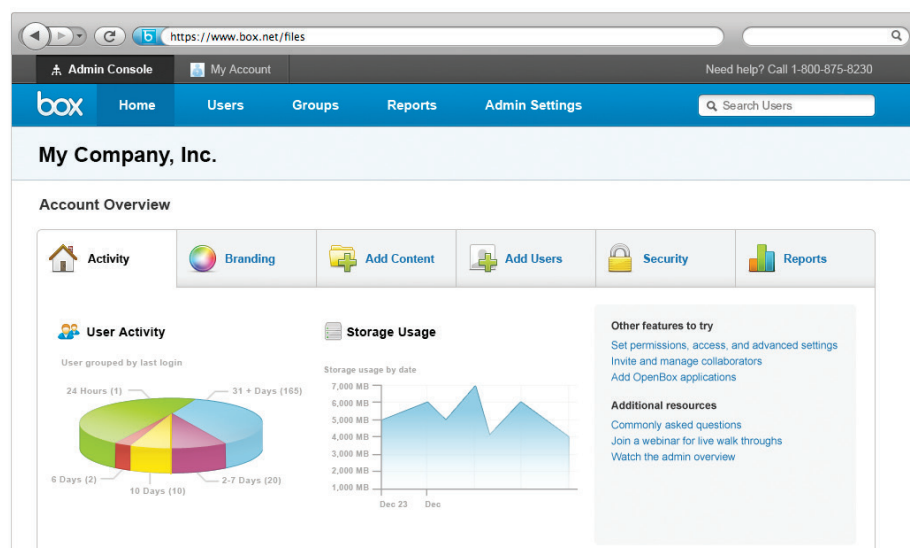 https://www.box.net/files
Admin Console
My Account
Need help? Call 1-800-875-8230
box
Home
Users
Groups
Reports
Admin Settings
Search Users
My Company, Inc.
Account Overview
Activity
Branding
Add Content
Add Users
Security
Reports
User Activity
User grouped by last login
24 Hours (1)
31 + Days (165)
6 Days (2)
10 Days (10)
2-7 Days (20)
Storage Usage
Storage usage by date
7,000 MB
6,000 MB
5,000 MB
4,000 MB
3,000 MB
2,000 MB
1,000 MB
Dec 23
Dec
Other features to try
Set permissions, access, and advanced settings
Invite and manage collaborators
Add OpenBox applications
Additional resources
Commonly asked questions
Join a webinar for live walk throughs
Watch the admin overview